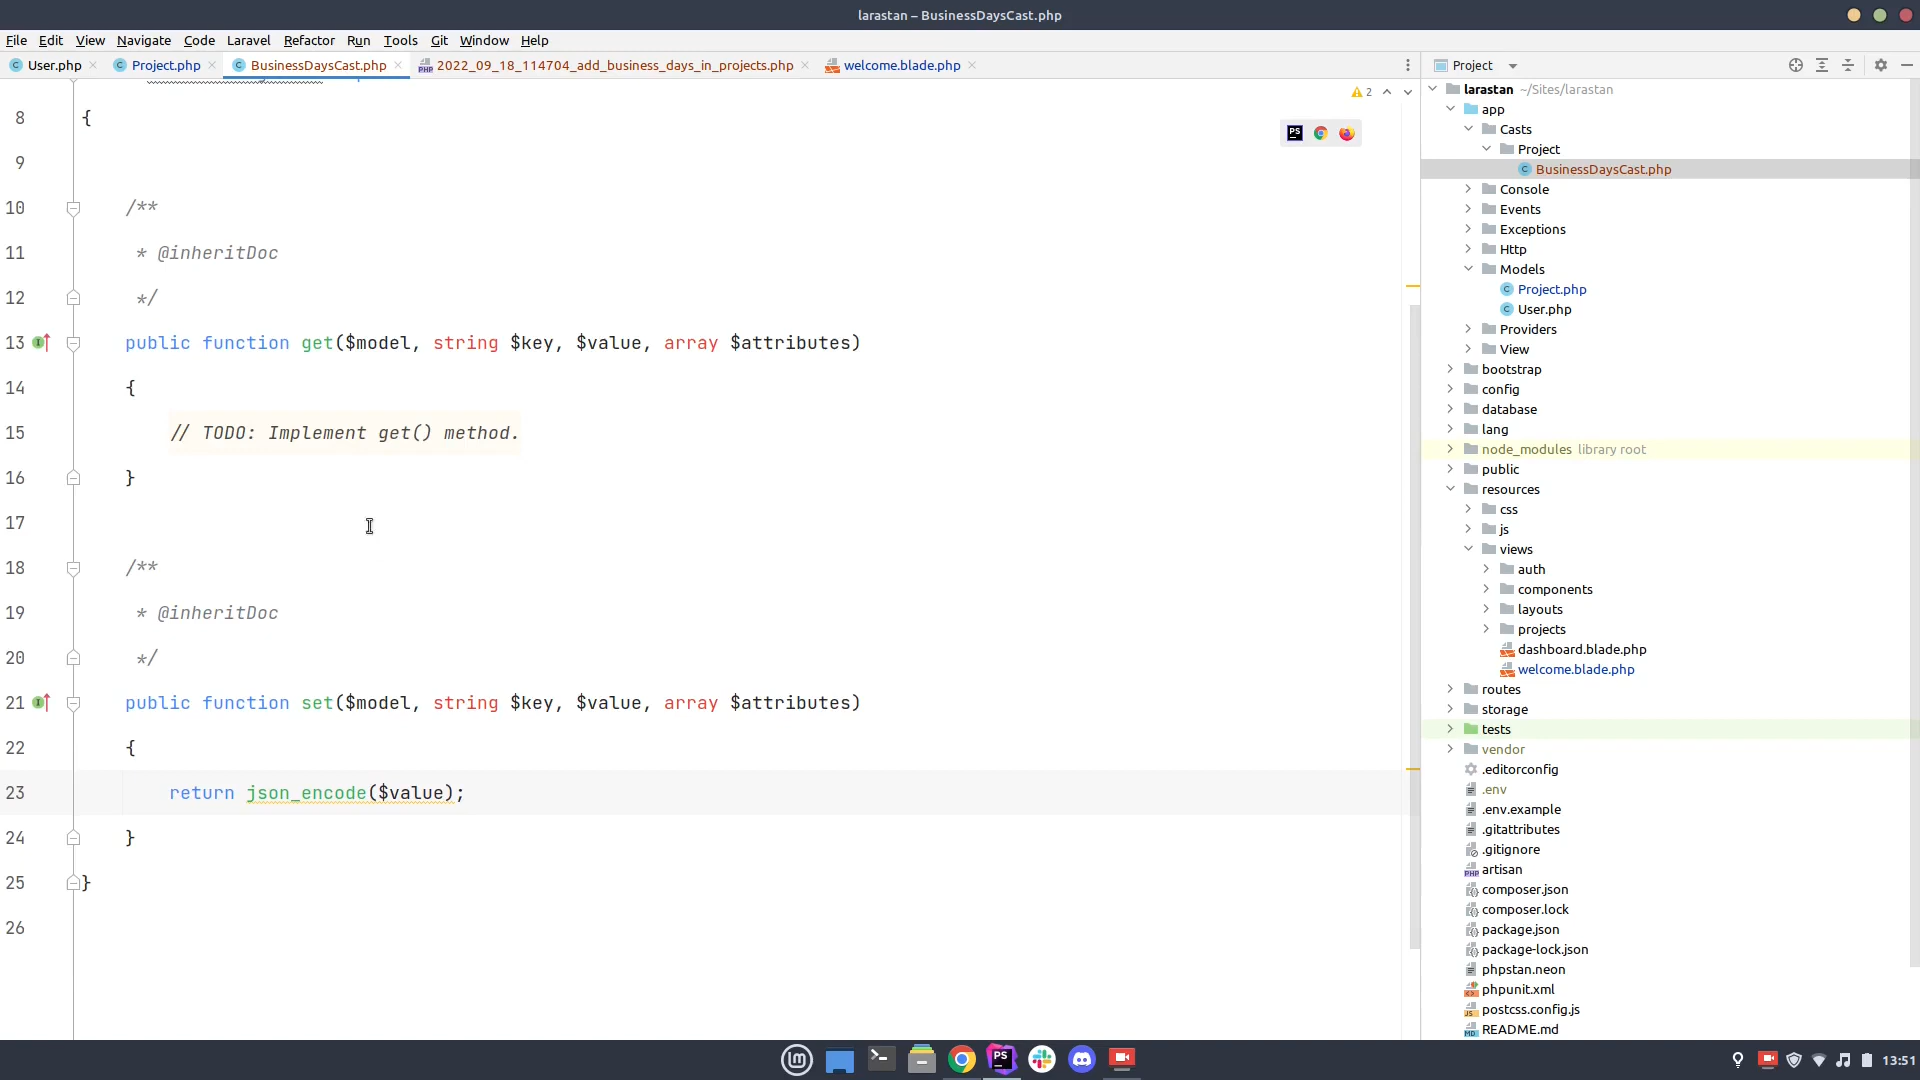 larastan – BusinessDaysCast.php
File Edit View Navigate Code Laravel Refactor Run Tools Git Window Help
User.php Project.php BusinessDaysCast.php 2022_09_18_114704_add_business_days_in_projects.php welcome.blade.php
2
8 {
9
10 /**
11 * @inheritDoc
12 */
13 public function get($model, string $key, $value, array $attributes)
14 {
15 // TODO: Implement get() method.
16 }
17
18 /**
19 * @inheritDoc
20 */
21 public function set($model, string $key, $value, array $attributes)
22 {
23 return json_encode($value);
24 }
25 }
26
Project
larastan ~/Sites/larastan
app
Casts
Project
BusinessDaysCast.php
Console
Events
Exceptions
Http
Models
Project.php
User.php
Providers
View
bootstrap
config
database
lang
node_modules library root
public
resources
css
js
views
auth
components
layouts
projects
dashboard.blade.php
welcome.blade.php
routes
storage
tests
vendor
.editorconfig
.env
.env.example
.gitattributes
.gitignore
artisan
composer.json
composer.lock
package.json
package-lock.json
phpstan.neon
phpunit.xml
postcss.config.js
README.md
13:51